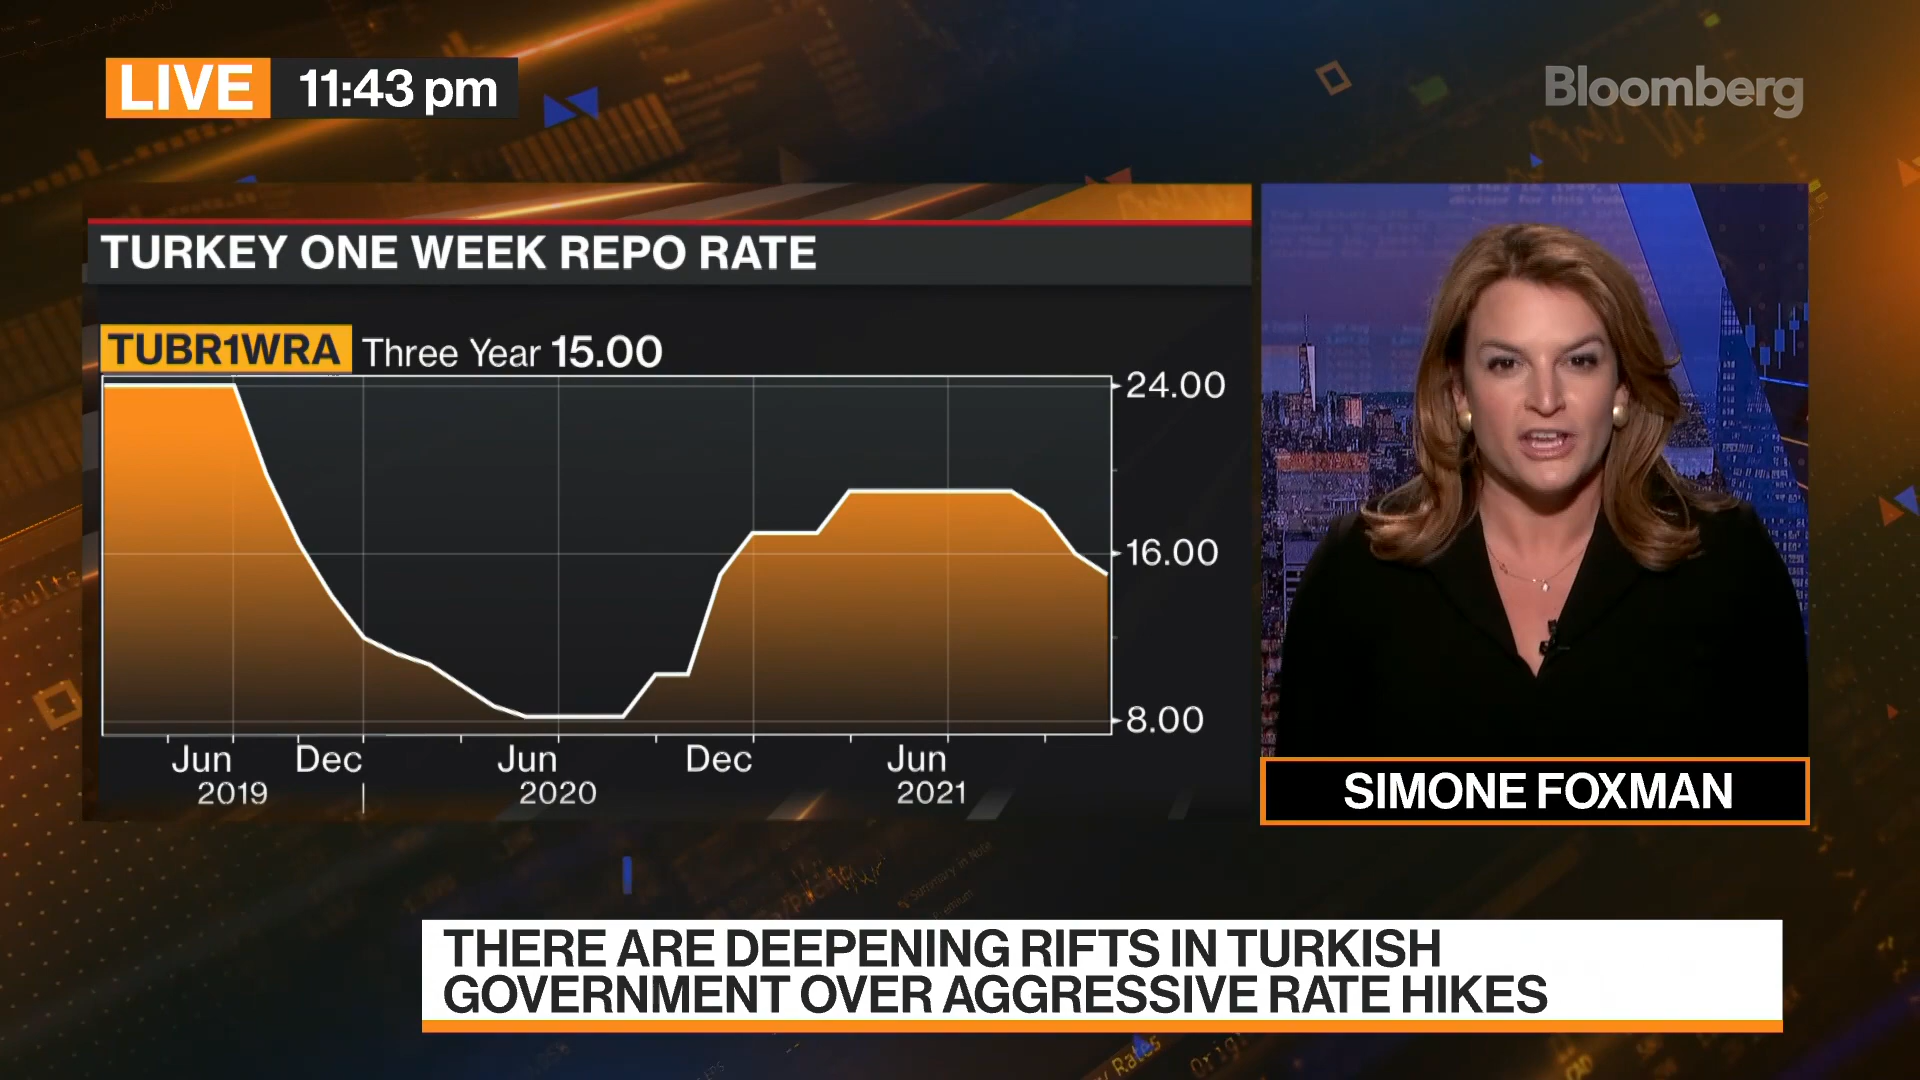 LIVE 11:43 pm
Bloomberg
TURKEY ONE WEEK REPO RATE
TUBR1WRA Three Year 15.00
24.00
16.00
8.00
Jun Dec Jun Dec Jun
2019 2020 2021
SIMONE FOXMAN
THERE ARE DEEPENING RIFTS IN TURKISH
GOVERNMENT OVER AGGRESSIVE RATE HIKES